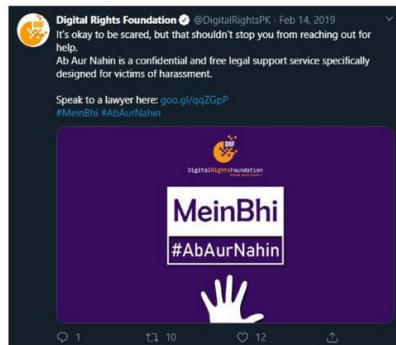 Digital Rights Foundation @DigitalRightsPK · Feb 14, 2019
It's okay to be scared, but that shouldn't stop you from reaching out for
help.
Ab Aur Nahin is a confidential and free legal support service specifically
designed for victims of harassment.
Speak to a lawyer here: goo.gl/qqZGpP
#MeinBhi #AbAurNahin
DRF
DigitalRightsFoundation
MeinBhi
#AbAurNahin
1 10 12